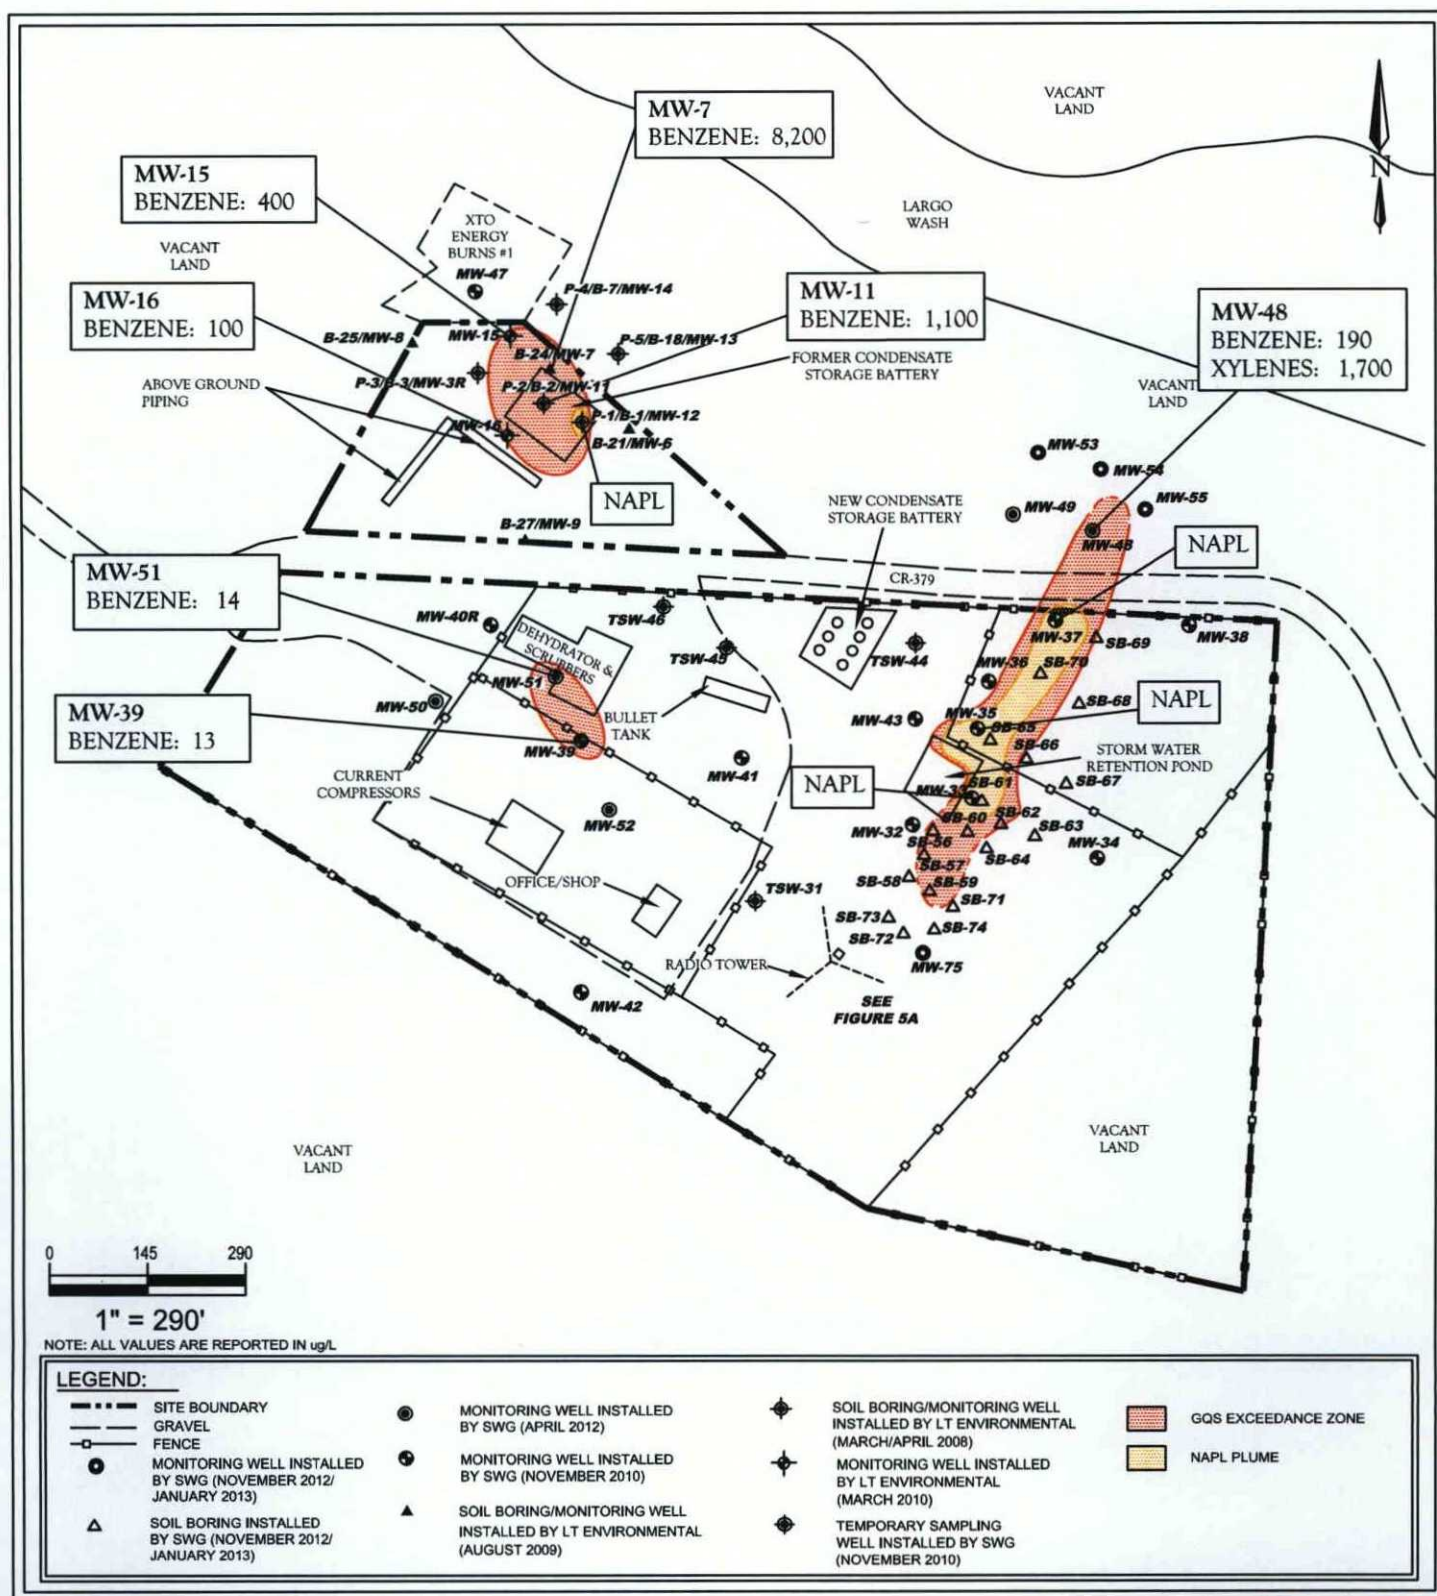 MW-7
BENZENE: 8,200
VACANT
LAND
N
MW-15
BENZENE: 400
XTO
ENERGY
BURNS #1
LARGO
WASH
VACANT
LAND
MW-47
P-4/B-7/MW-14
MW-16
BENZENE: 100
MW-11
BENZENE: 1,100
MW-48
BENZENE: 190
XYLENES: 1,700
B-25/MW-8
MW-15
P-5/B-18/MW-13
B-24/MW-7
FORMER CONDENSATE
STORAGE BATTERY
P-3/B-3/MW-3R
P-2/B-2/MW-11
ABOVE GROUND
PIPING
VACANT
LAND
P-1/B-1/MW-12
MW-16
B-21/MW-6
MW-53
MW-54
NAPL
NEW CONDENSATE
STORAGE BATTERY
MW-49
MW-55
B-27/MW-9
MW-48
NAPL
MW-51
BENZENE: 14
CR-379
MW-40R
TSW-46
DEHYDRATOR &
SCRUBBERS
MW-37
MW-38
SB-69
TSW-45
TSW-44
MW-36
SB-70
MW-51
MW-50
MW-39
BENZENE: 13
BULLET
TANK
MW-43
MW-35
SB-68
NAPL
SB-65
MW-39
SB-66
STORM WATER
RETENTION POND
MW-41
CURRENT
COMPRESSORS
NAPL
SB-61
SB-67
MW-33
MW-52
MW-32
SB-60
SB-62
SB-63
SB-56
SB-64
MW-34
SB-57
OFFICE/SHOP
SB-58
SB-59
TSW-31
SB-71
SB-73
SB-72
SB-74
RADIO TOWER
MW-75
SEE
FIGURE 5A
MW-42
VACANT
LAND
VACANT
LAND
0 145 290
1" = 290'
NOTE: ALL VALUES ARE REPORTED IN ug/L
LEGEND:
SITE BOUNDARY
GRAVEL
FENCE
MONITORING WELL INSTALLED
BY SWG (NOVEMBER 2012/
JANUARY 2013)
SOIL BORING INSTALLED
BY SWG (NOVEMBER 2012/
JANUARY 2013)
MONITORING WELL INSTALLED
BY SWG (APRIL 2012)
MONITORING WELL INSTALLED
BY SWG (NOVEMBER 2010)
SOIL BORING/MONITORING WELL
INSTALLED BY LT ENVIRONMENTAL
(AUGUST 2009)
SOIL BORING/MONITORING WELL
INSTALLED BY LT ENVIRONMENTAL
(MARCH/APRIL 2008)
MONITORING WELL INSTALLED
BY LT ENVIRONMENTAL
(MARCH 2010)
TEMPORARY SAMPLING
WELL INSTALLED BY SWG
(NOVEMBER 2010)
GQS EXCEEDANCE ZONE
NAPL PLUME